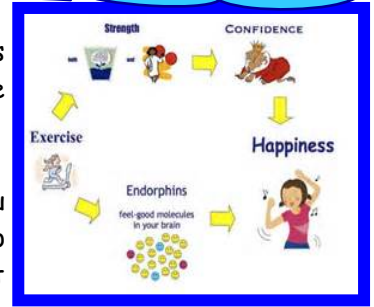 Strength
CONFIDENCE
Exercise
Happiness
Endorphins
feel-good molecules
in your brain